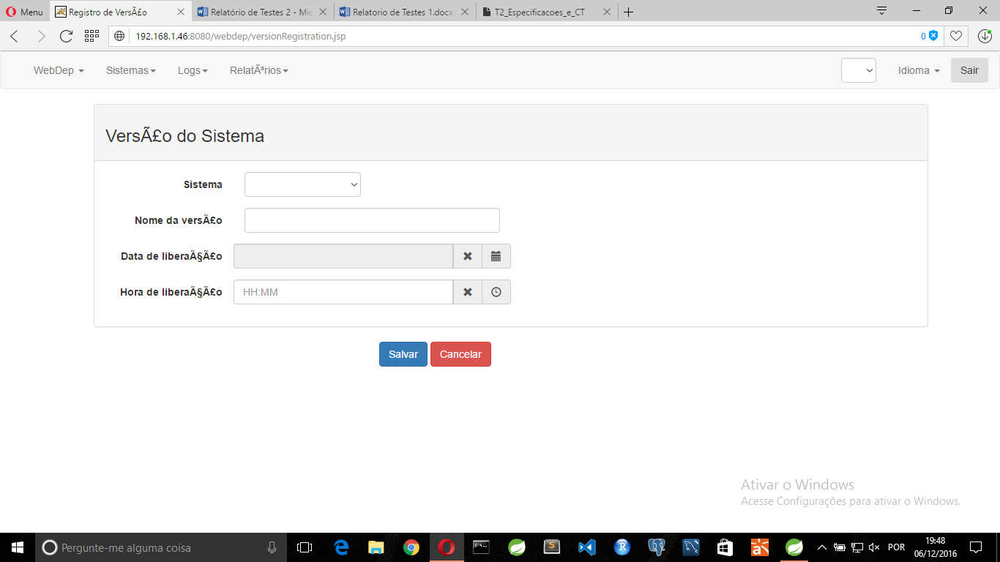 Menu
Registro de VersÃ£o
Relatório de Testes 2 - Mic
Relatorio de Testes 1.docx
T2_Especificacoes_e_CT
192.168.1.46:8080/webdep/versionRegistration.jsp
0
WebDep
Sistemas
Logs
RelatÃ³rios
Idioma
Sair
VersÃ£o do Sistema
Sistema
Nome da versÃ£o
Data de liberaÃ§Ã£o
Hora de liberaÃ§Ã£o
HH:MM
Salvar
Cancelar
Ativar o Windows
Acesse Configurações para ativar o Windows.
Pergunte-me alguma coisa
POR
19:48
06/12/2016